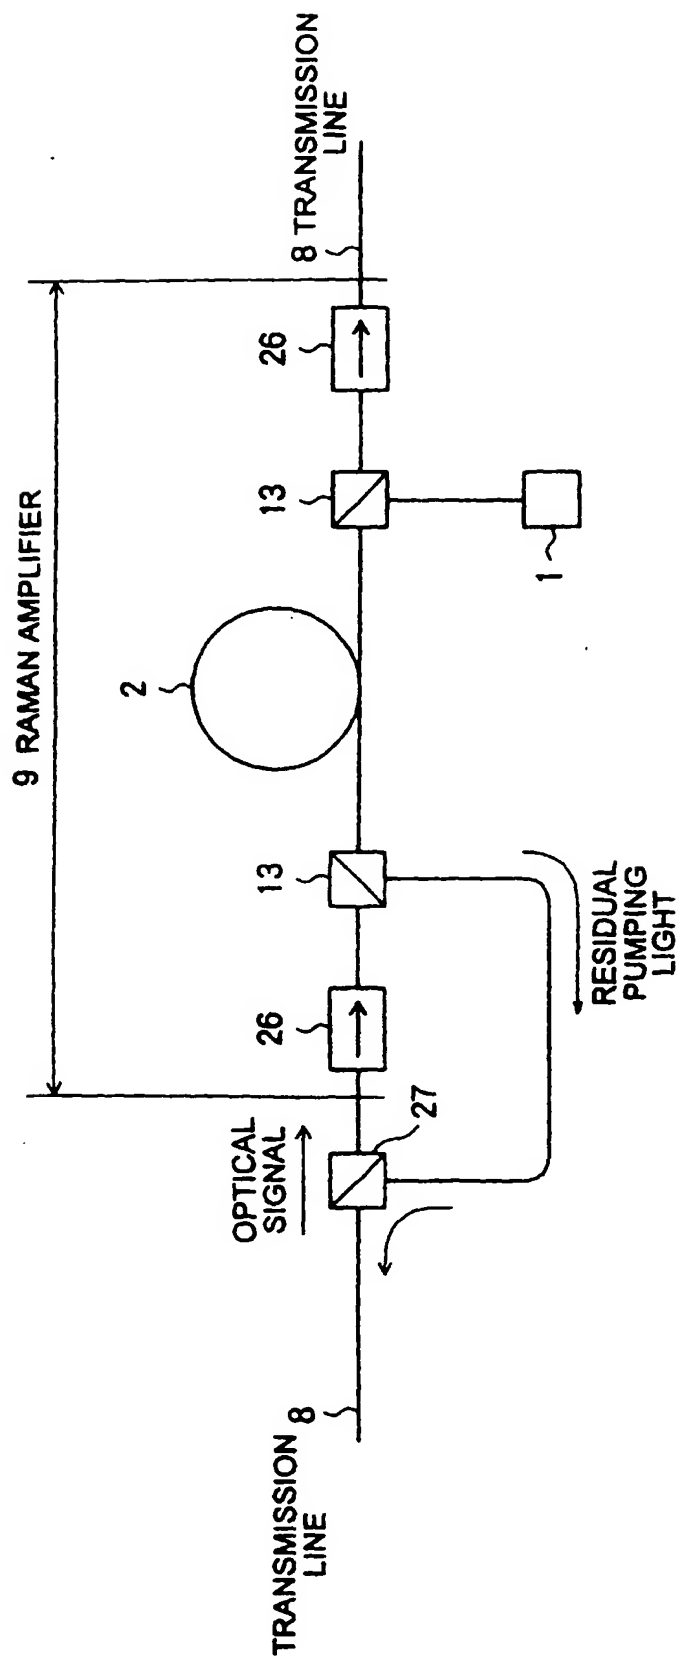 9 RAMAN AMPLIFIER
TRANSMISSION
LINE
8
OPTICAL
SIGNAL
27
26
13
2
13
26
8 TRANSMISSION
LINE
1
RESIDUAL
PUMPING
LIGHT